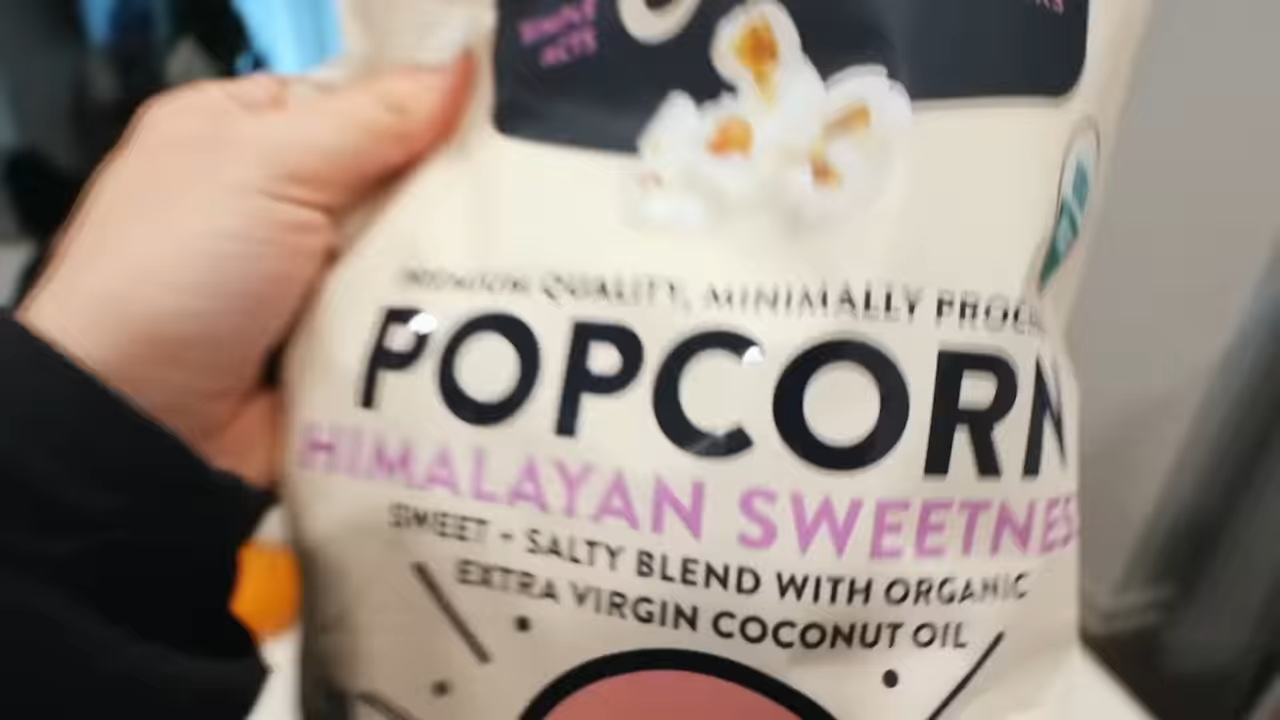 QUALITY, MINIMALLY
POPCORN
HIMALAYAN SWEETNES
SWEET - SALTY BLEND WITH ORGANIC
EXTRA VIRGIN COCONUT OIL